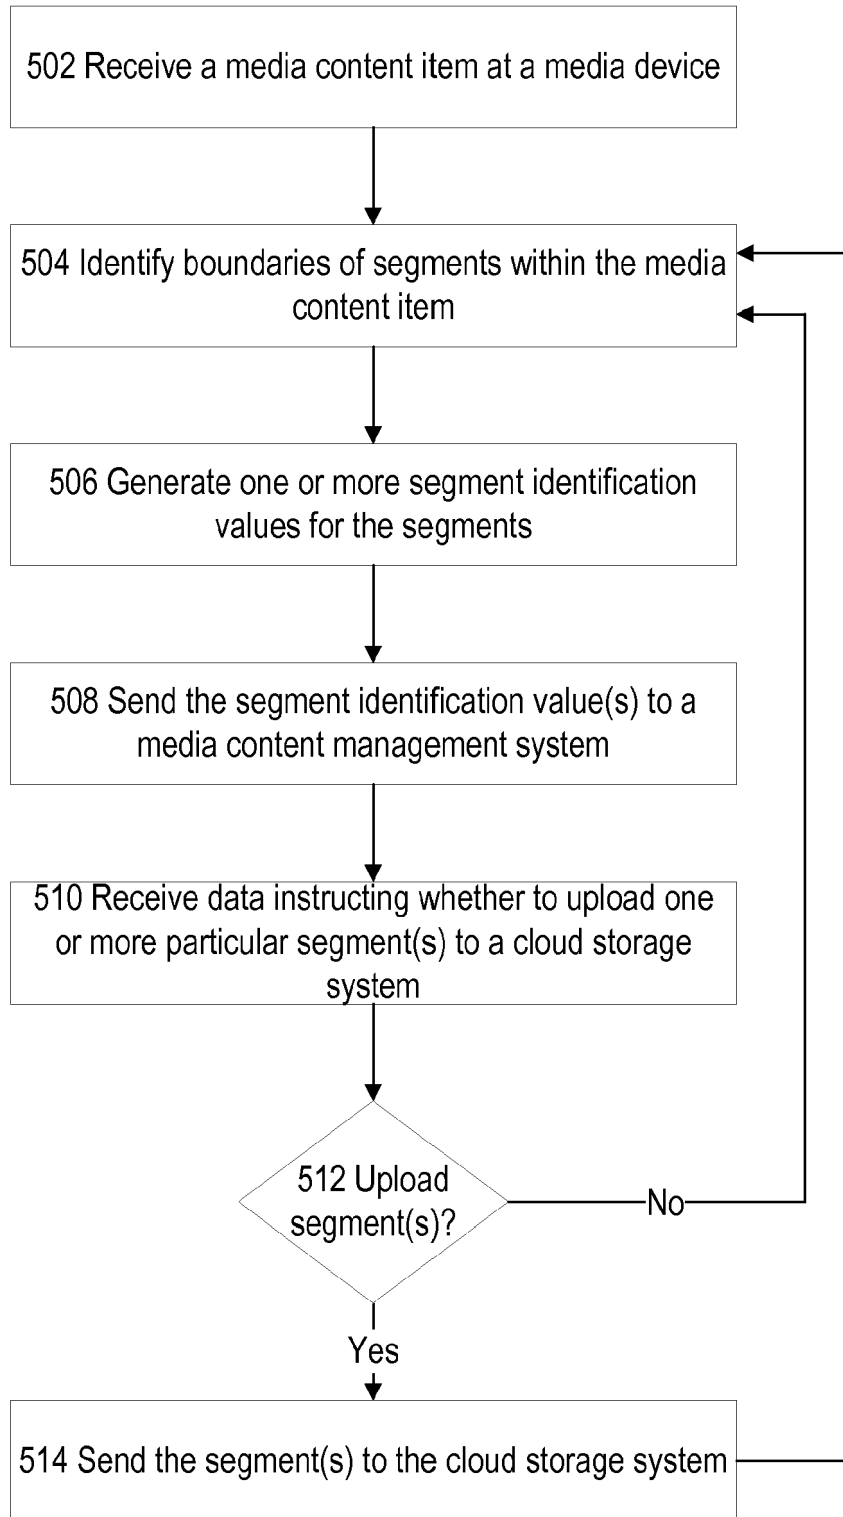 502 Receive a media content item at a media device
504 Identify boundaries of segments within the media
content item
506 Generate one or more segment identification
values for the segments
508 Send the segment identification value(s) to a
media content management system
510 Receive data instructing whether to upload one
or more particular segment(s) to a cloud storage
system
512 Upload
segment(s)?
No
Yes
514 Send the segment(s) to the cloud storage system